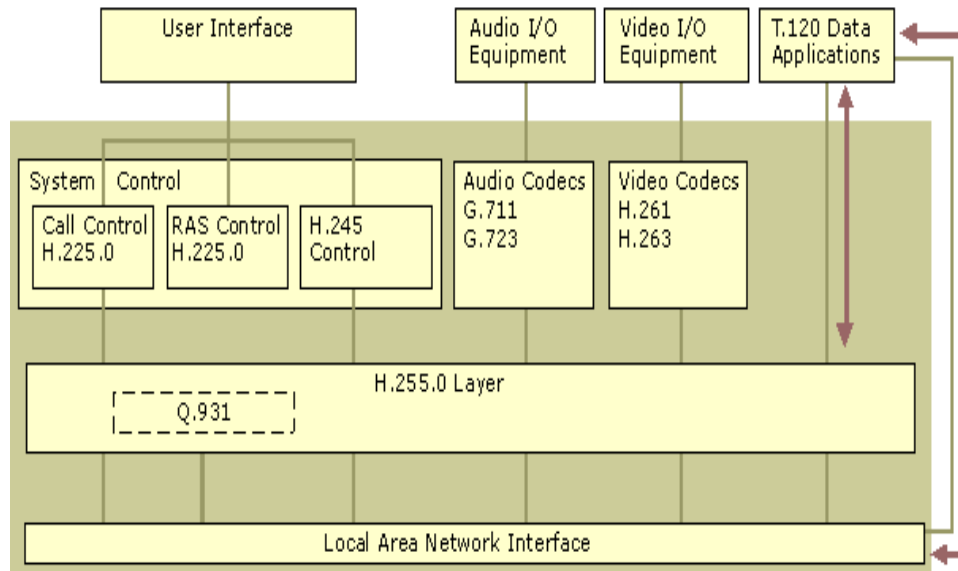 User Interface
Audio I/O
Equipment
Video I/O
Equipment
T.120 Data
Applications
System Control
Call Control
H.225.0
RAS Control
H.225.0
H.245
Control
Audio Codecs
G.711
G.723
Video Codecs
H.261
H.263
H.255.0 Layer
Q.931
Local Area Network Interface